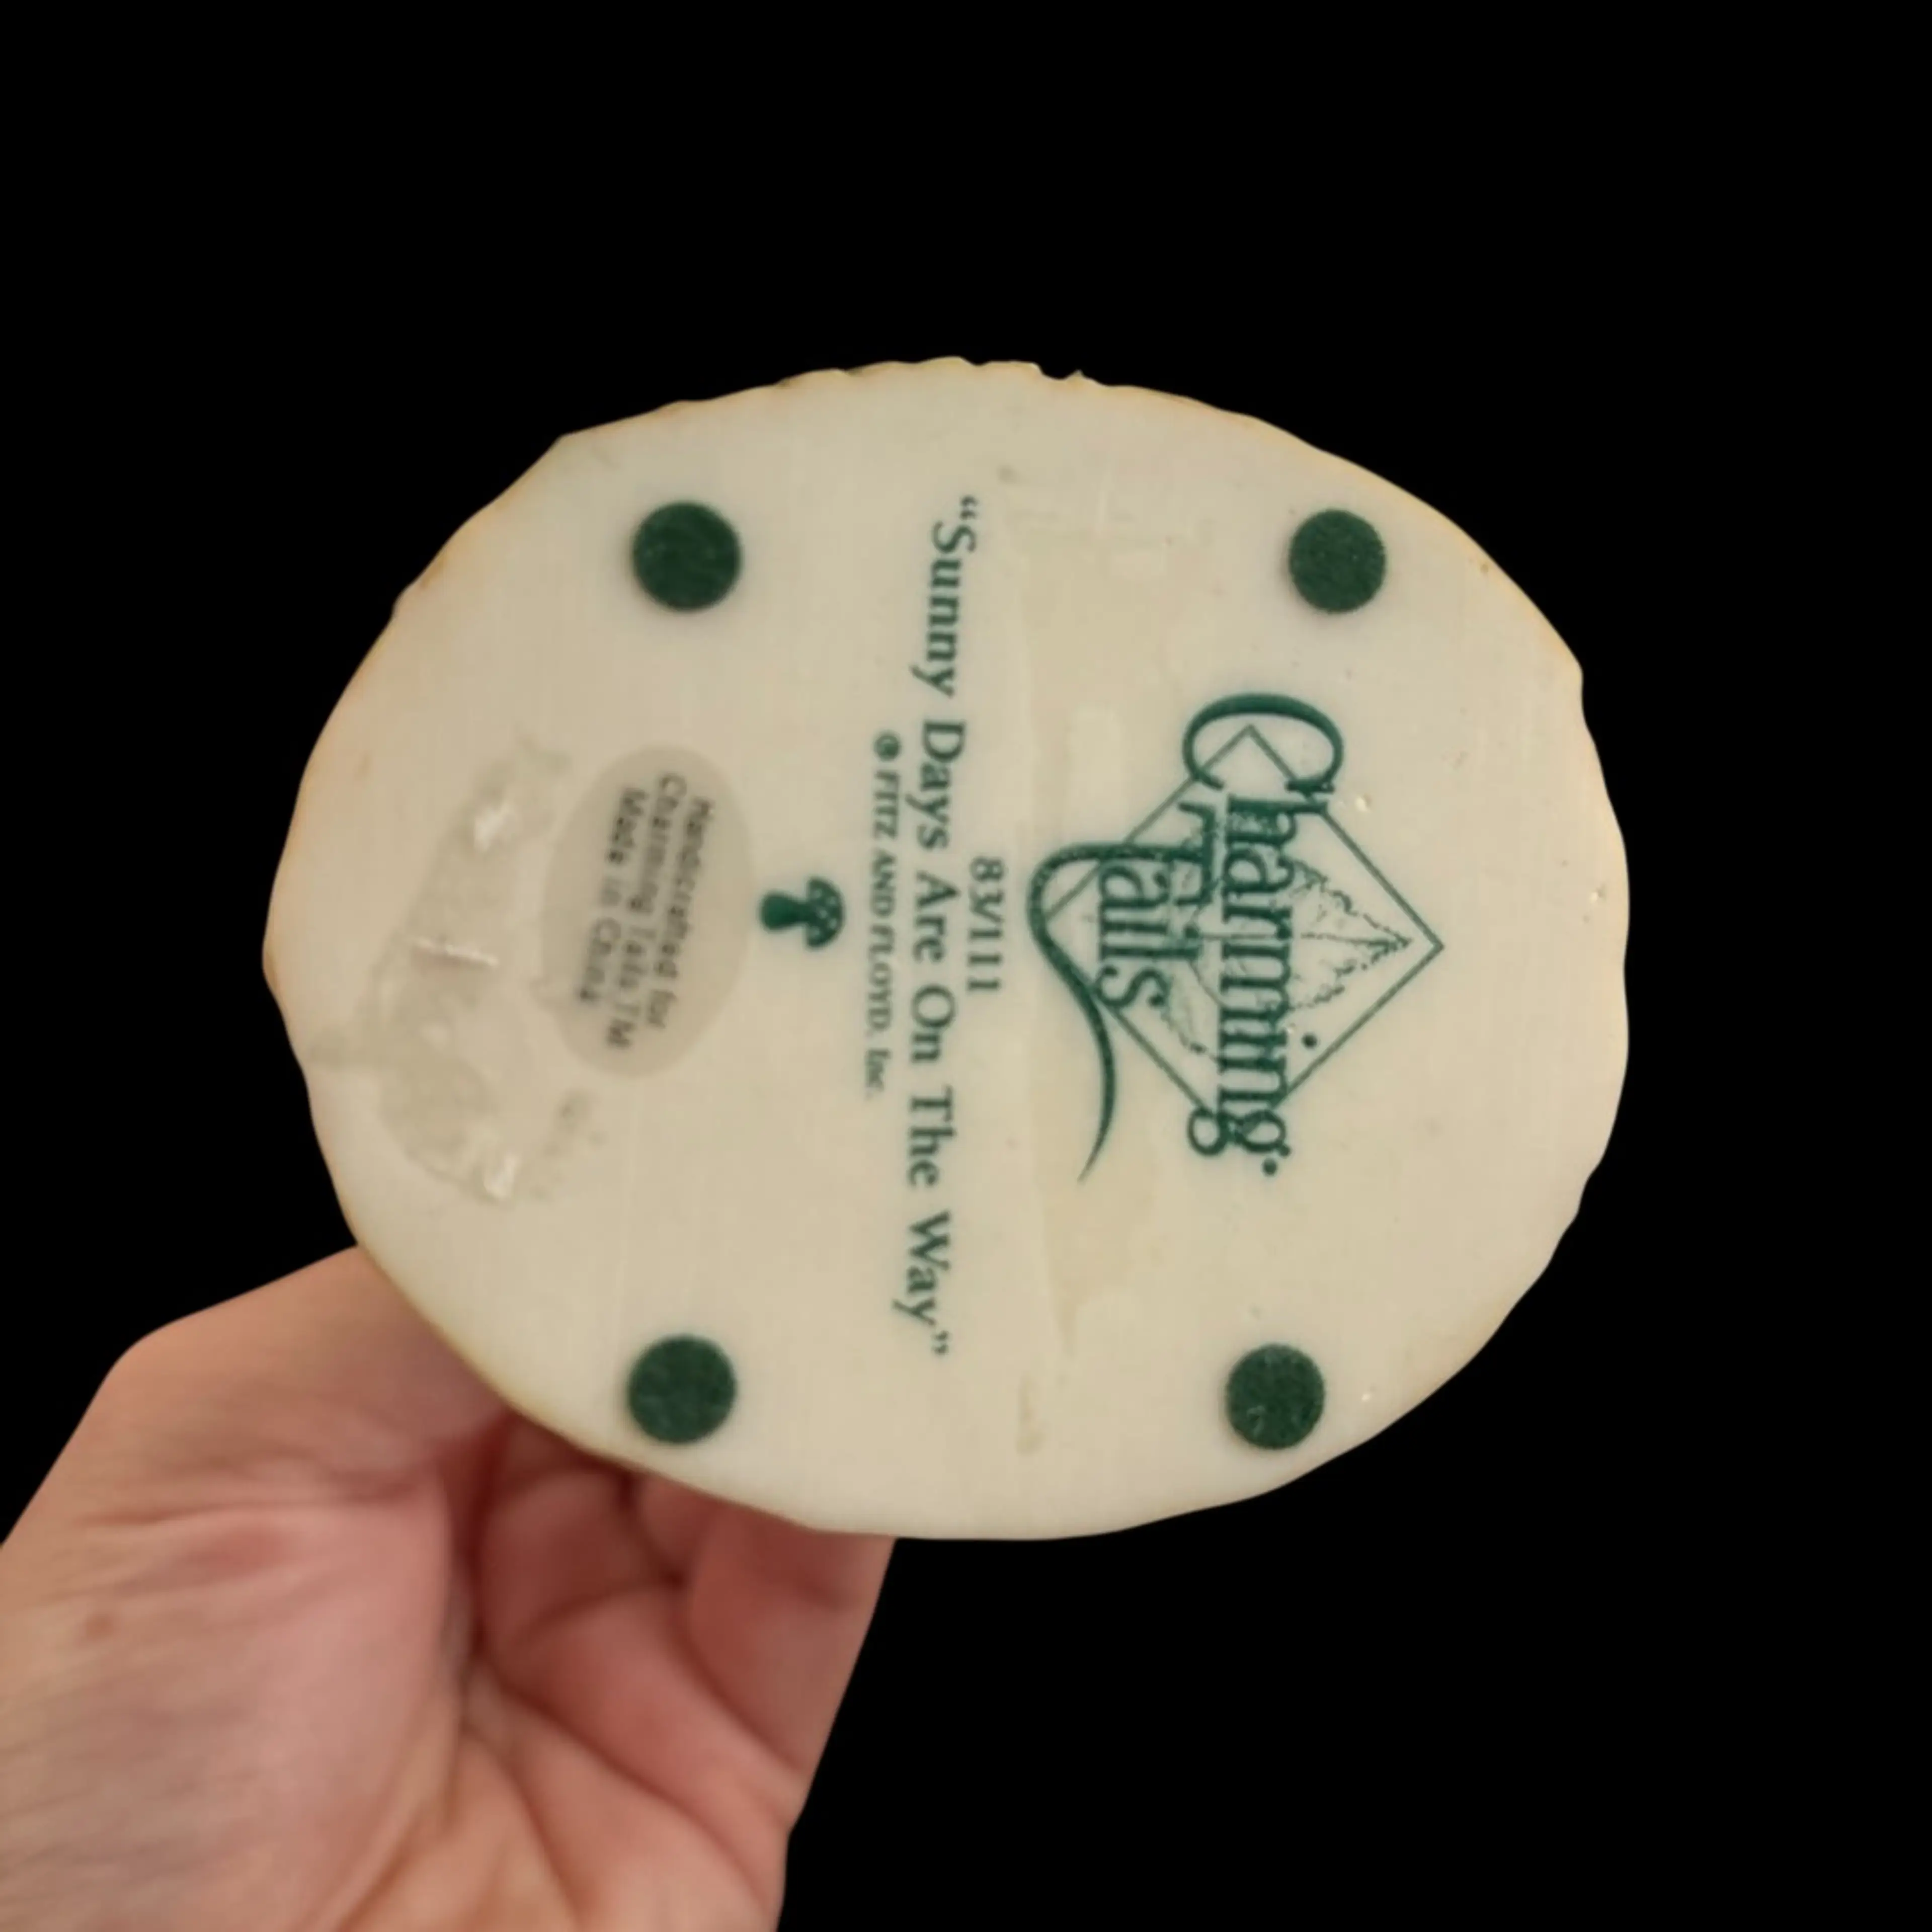 Charming
Tails
83/111
“Sunny Days Are On The Way”
® FITZ AND FLOYD, Inc.
Handcrafted for
Charming Tails TM
Made in China